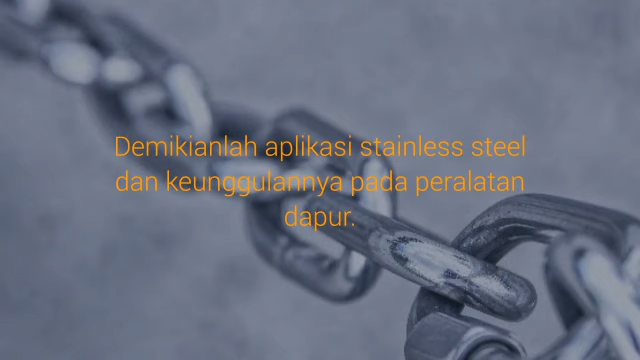 Demikianlah aplikasi stainless steel
dan keunggulannya pada peralatan
dapur.